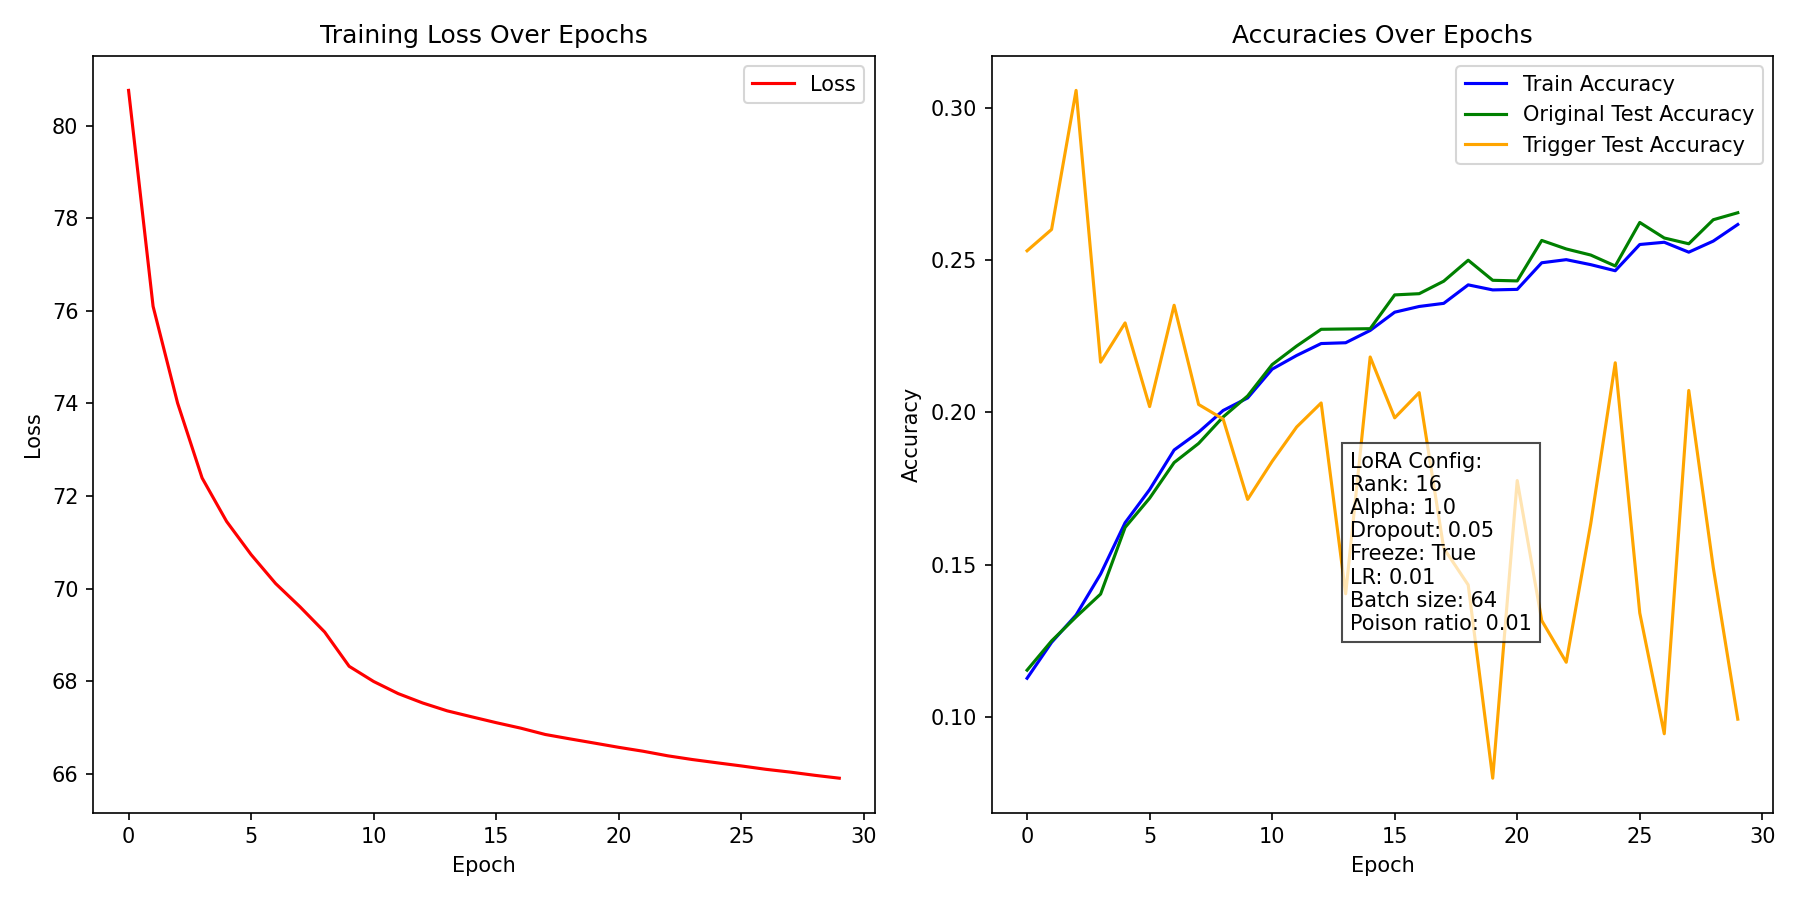 Training Loss Over Epochs
Loss
80
78
76
74
72
70
68
66
Loss
0 5 10 15 20 25 30
Epoch
Accuracies Over Epochs
Train Accuracy
Original Test Accuracy
Trigger Test Accuracy
0.30
0.25
0.20
0.15
0.10
Accuracy
LoRA Config:
Rank: 16
Alpha: 1.0
Dropout: 0.05
Freeze: True
LR: 0.01
Batch size: 64
Poison ratio: 0.01
0 5 10 15 20 25 30
Epoch